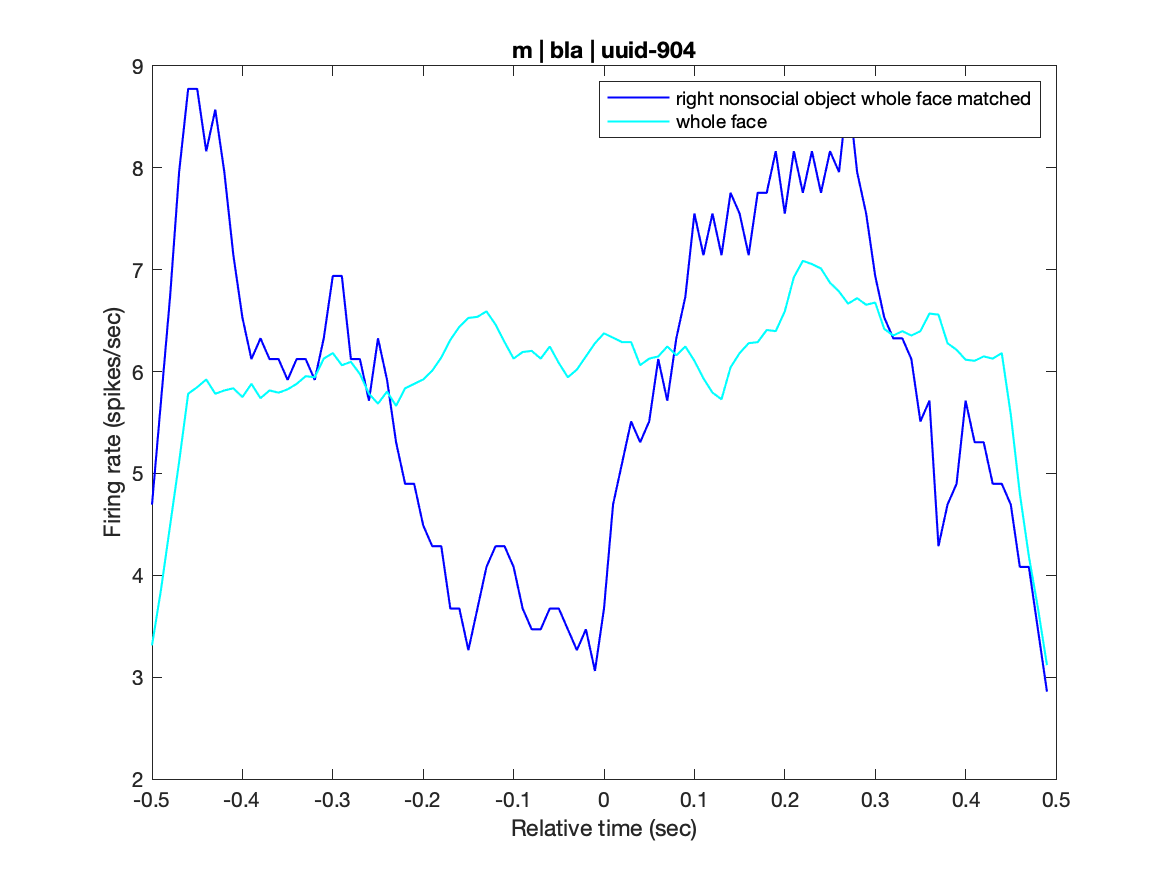 m | bla | uuid-904
right nonsocial object whole face matched
whole face
Firing rate (spikes/sec)
9
8
7
6
5
4
3
2
-0.5 -0.4 -0.3 -0.2 -0.1 0 0.1 0.2 0.3 0.4 0.5
Relative time (sec)